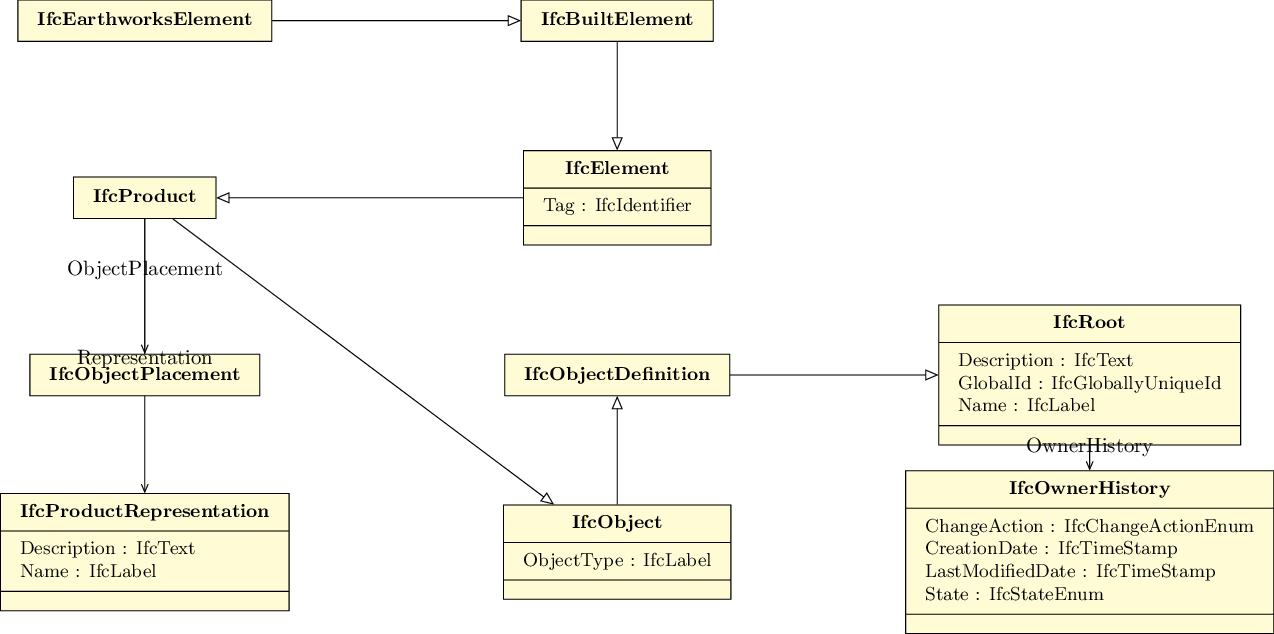 IfcEarthworksElement
IfcBuiltElement
IfcElement
Tag : IfcIdentifier
IfcProduct
ObjectPlacement
Representation
IfcObjectPlacement
IfcObjectDefinition
IfcRoot
Description : IfcText
GlobalId : IfcGloballyUniqueId
Name : IfcLabel
OwnerHistory
IfcProductRepresentation
Description : IfcText
Name : IfcLabel
IfcObject
ObjectType : IfcLabel
IfcOwnerHistory
ChangeAction : IfcChangeActionEnum
CreationDate : IfcTimeStamp
LastModifiedDate : IfcTimeStamp
State : IfcStateEnum